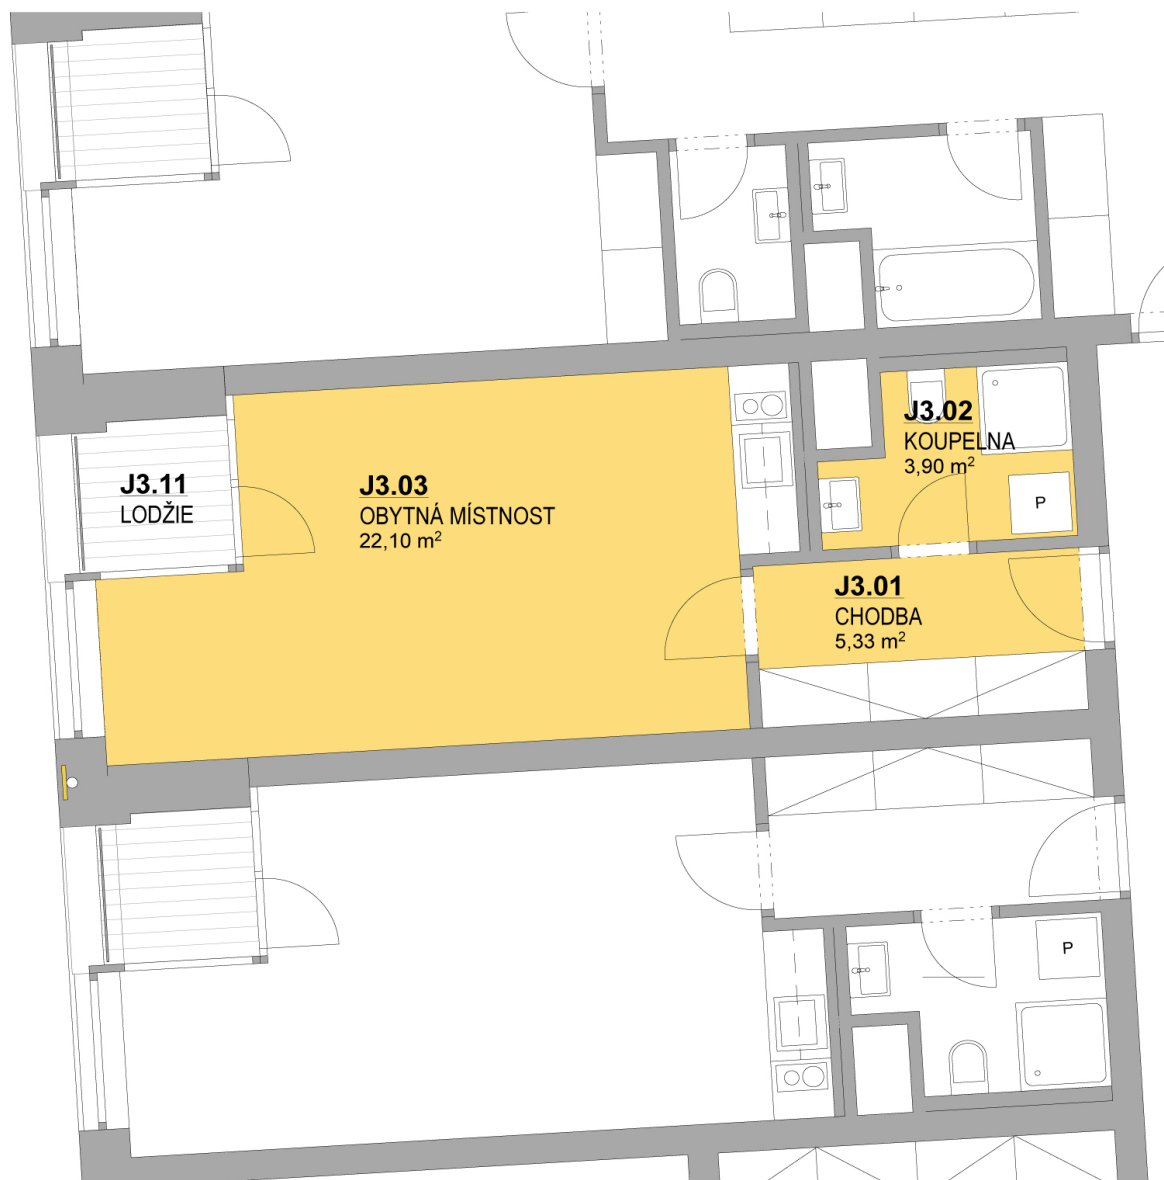 J3.02
KOUPELNA
3,90 m²
J3.11
LODŽIE
J3.03
OBYTNÁ MÍSTNOST
22,10 m²
P
J3.01
CHODBA
5,33 m²
P